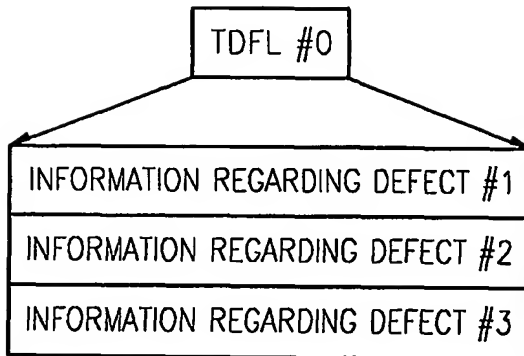 TDFL #0
INFORMATION REGARDING DEFECT #1
INFORMATION REGARDING DEFECT #2
INFORMATION REGARDING DEFECT #3